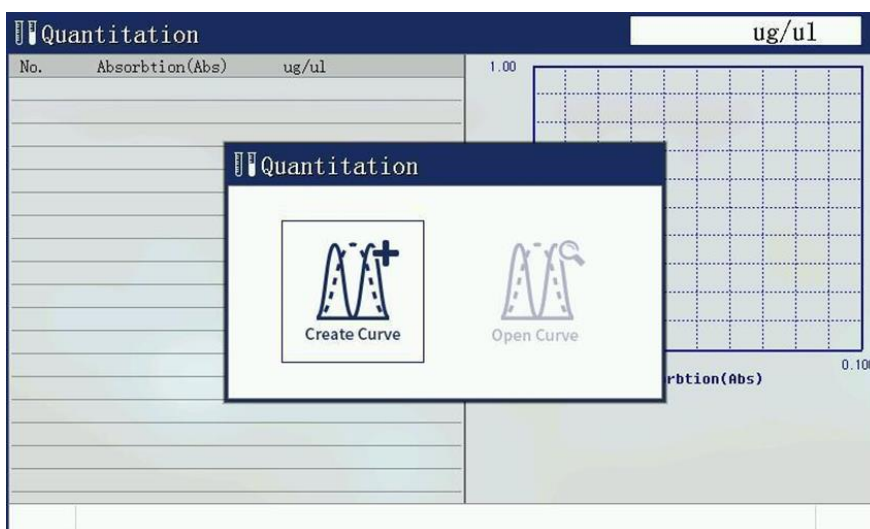 Quantitation ug/ul
No. Absorbtion(Abs) ug/ul
1.00
Quantitation
Create Curve Open Curve
0.10
rbtion(Abs)